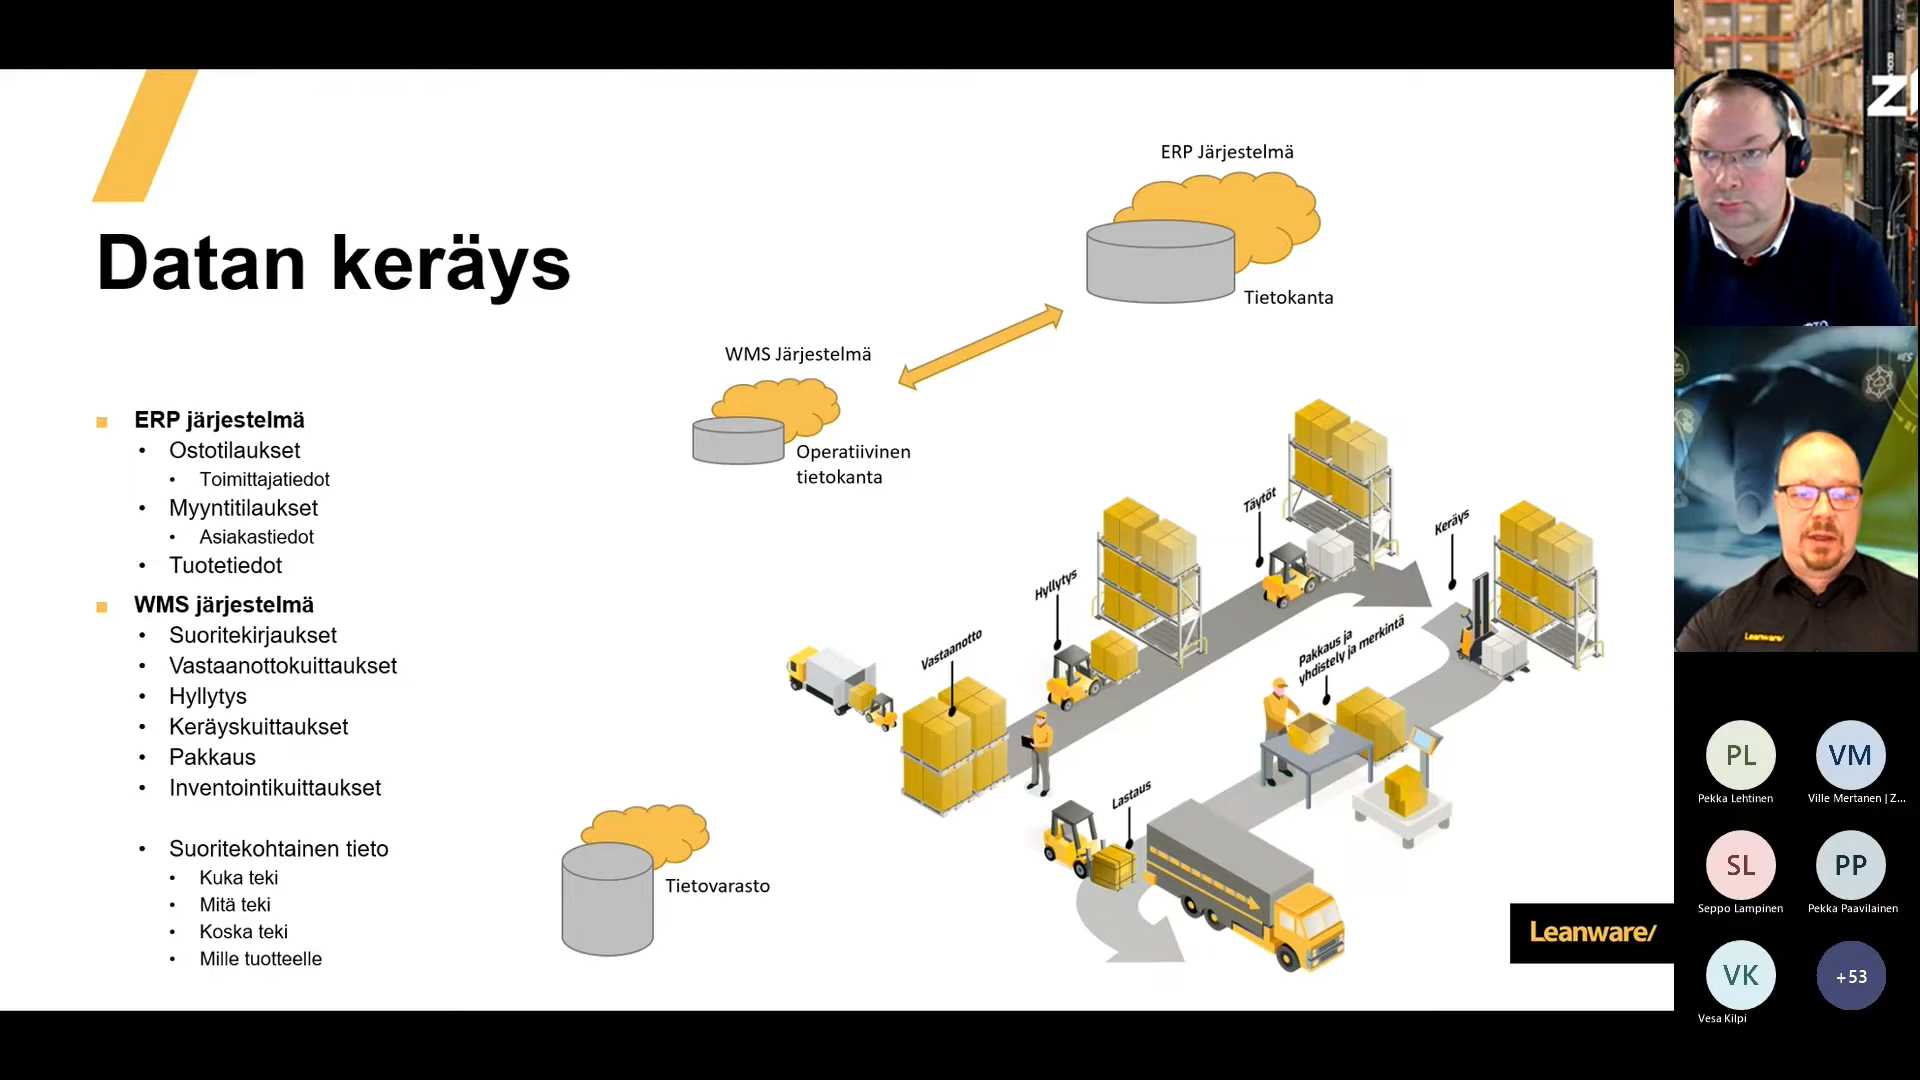 Datan keräys
ERP järjestelmä
Ostotilaukset
Toimittajatiedot
Myyntitilaukset
Asiakastiedot
Tuotetiedot
WMS järjestelmä
Suoritekirjaukset
Vastaanottokuittaukset
Hyllytys
Keräyskuittaukset
Pakkaus
Inventointikuittaukset
Suoritekohtainen tieto
Kuka teki
Mitä teki
Koska teki
Mille tuotteelle
ERP Järjestelmä
Tietokanta
WMS Järjestelmä
Operatiivinen
tietokanta
Tietovarasto
Vastaanotto
Hyllytys
Täytöt
Keräys
Pakkaus ja
yhdistely ja merkintä
Lastaus
Leanware/
Leanware/
PL
Pekka Lehtinen
VM
Ville Mertanen | Z...
SL
Seppo Lampinen
PP
Pekka Paavilainen
VK
Vesa Kilpi
+53